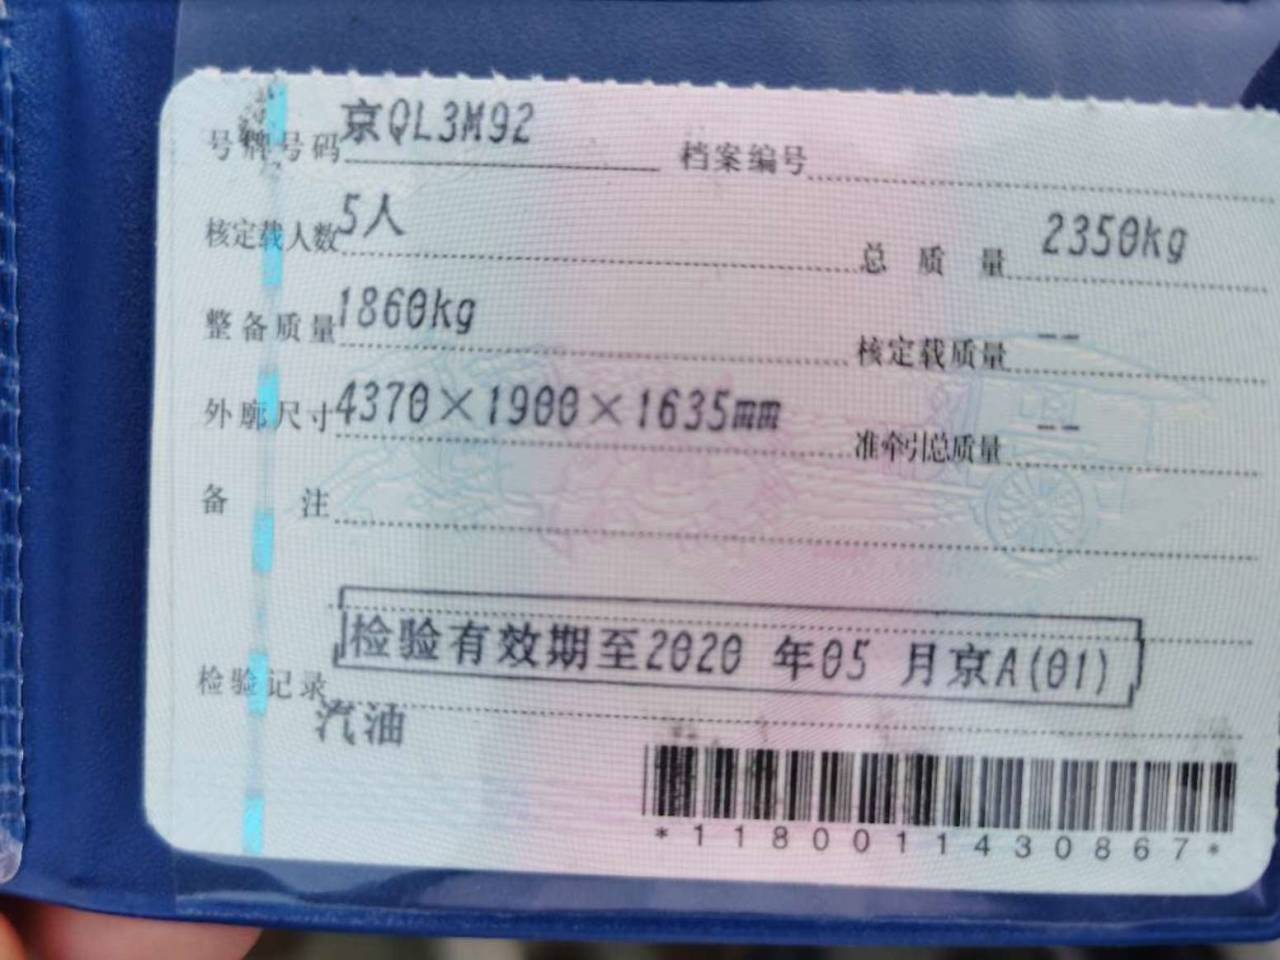 号牌号码 京QL3M92 档案编号
核定载人数 5人 总质量 2350kg
整备质量 1860kg 核定载质量 --
外廓尺寸 4370×1900×1635mm 准牵引总质量 --
备注
检验有效期至2020 年05 月京A(01)
检验记录
汽油
*1180011430867*